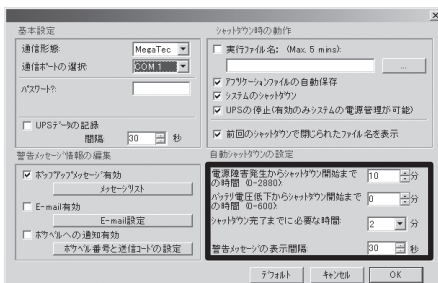 基本設定
通信形態: MegaTec
通信ポートの選択: COM 1
パスワード?:
UPSデータの記録
間隔 30 秒
警告メッセージ情報の編集
ポップアップメッセージ有効
メッセージリスト
E-mail有効
E-mail設定
ポケベルへの通知有効
ポケベル番号と送信コードの設定
シャットダウン時の動作
実行ファイル名: (Max. 5 mins):
...
アプリケーションファイルの自動保存
システムのシャットダウン
UPSの停止(有効のみシステムの電源管理が可能)
前回のシャットダウンで閉じられたファイル名を表示
自動シャットダウンの設定
電源障害発生からシャットダウン開始まで
の時間 (0-2880): 10 分
バッテリ電圧低下からシャットダウン開始まで
の時間 (0-600): 0 分
シャットダウン完了までに必要な時間: 2 分
警告メッセージの表示間隔: 30 秒
デフォルト キャンセル OK